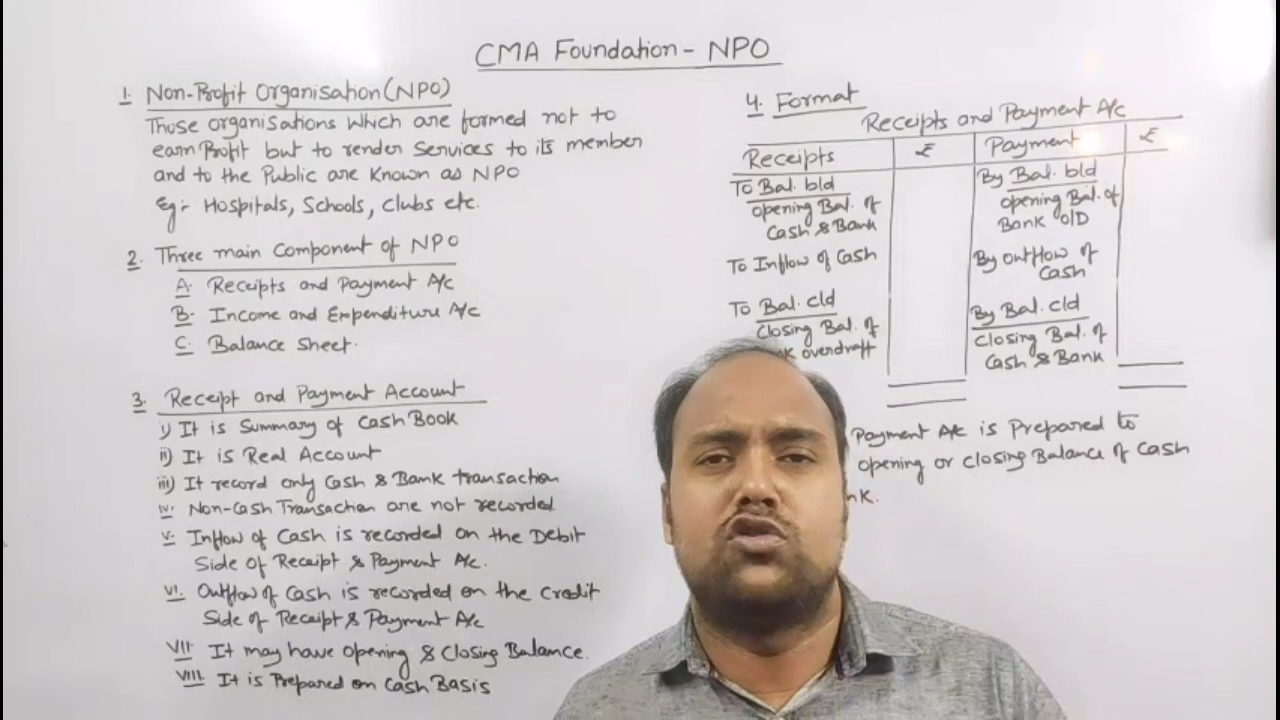 CMA Foundation - NPO
1. Non-Profit Organisation (NPO)
Those organisations which are formed not to
earn Profit but to render Services to its member
and to the Public are Known as NPO
Eg:- Hospitals, Schools, Clubs etc.
2. Three main Component of NPO
A. Receipts and Payment A/c
B. Income and Expenditure A/c
C. Balance Sheet.
3. Receipt and Payment Account
i) It is Summary of Cash Book
ii) It is Real Account
iii) It record only Cash & Bank transaction
iv. Non-Cash Transaction are not recorded
v. Inflow of Cash is recorded on the Debit
Side of Receipt & Payment A/c.
vi. Outflow of Cash is recorded on the Credit
Side of Receipt & Payment A/c
VII. It may have Opening & Closing Balance.
VIII. It is Prepared on Cash Basis
4. Format
Receipts and Payment A/c
Receipts ₹ Payment ₹
To Bal. b/d
opening Bal. of
Cash & Bank
To Inflow of Cash
To Bal. c/d
Closing Bal. of
overdraft
By Bal. b/d
opening Bal. of
Bank O/D
By Outflow of
Cash
By Bal. c/d
Closing Bal. of
Cash & Bank
Payment A/c is Prepared to
opening or closing Balance of Cash